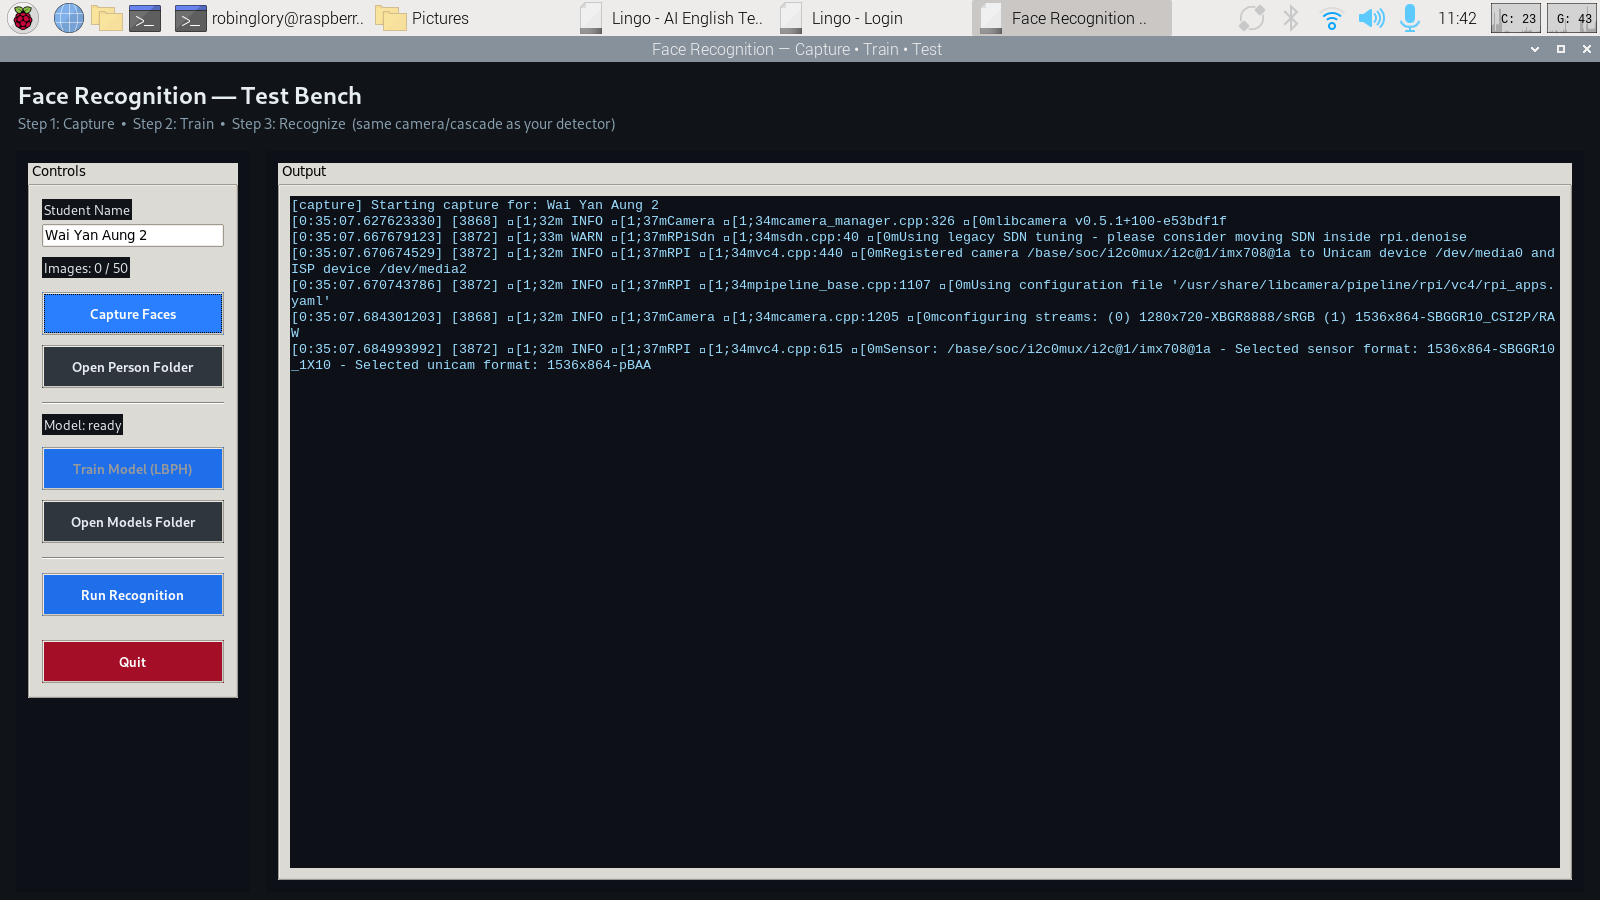 robinglory@raspberr..
Pictures
Lingo - AI English Te..
Lingo - Login
Face Recognition ..
11:42
C: 23
G: 43
Face Recognition — Capture • Train • Test
Face Recognition — Test Bench
Step 1: Capture • Step 2: Train • Step 3: Recognize (same camera/cascade as your detector)
Controls
Student Name
Wai Yan Aung 2
Images: 0 / 50
Capture Faces
Open Person Folder
Model: ready
Train Model (LBPH)
Open Models Folder
Run Recognition
Quit
Output
[capture] Starting capture for: Wai Yan Aung 2
[0:35:07.627623330] [3868] □[1;32m INFO □[1;37mCamera □[1;34mcamera_manager.cpp:326 □[0mlibcamera v0.5.1+100-e53bdf1f
[0:35:07.667679123] [3872] □[1;33m WARN □[1;37mRPiSdn □[1;34msdn.cpp:40 □[0mUsing legacy SDN tuning - please consider moving SDN inside rpi.denoise
[0:35:07.670674529] [3872] □[1;32m INFO □[1;37mRPI □[1;34mvc4.cpp:440 □[0mRegistered camera /base/soc/i2c0mux/i2c@1/imx708@1a to Unicam device /dev/media0 and
ISP device /dev/media2
[0:35:07.670743786] [3872] □[1;32m INFO □[1;37mRPI □[1;34mpipeline_base.cpp:1107 □[0mUsing configuration file '/usr/share/libcamera/pipeline/rpi/vc4/rpi_apps.
yaml'
[0:35:07.684301203] [3868] □[1;32m INFO □[1;37mCamera □[1;34mcamera.cpp:1205 □[0mconfiguring streams: (0) 1280x720-XBGR8888/sRGB (1) 1536x864-SBGGR10_CSI2P/RA
W
[0:35:07.684993992] [3872] □[1;32m INFO □[1;37mRPI □[1;34mvc4.cpp:615 □[0mSensor: /base/soc/i2c0mux/i2c@1/imx708@1a - Selected sensor format: 1536x864-SBGGR10
_1X10 - Selected unicam format: 1536x864-pBAA